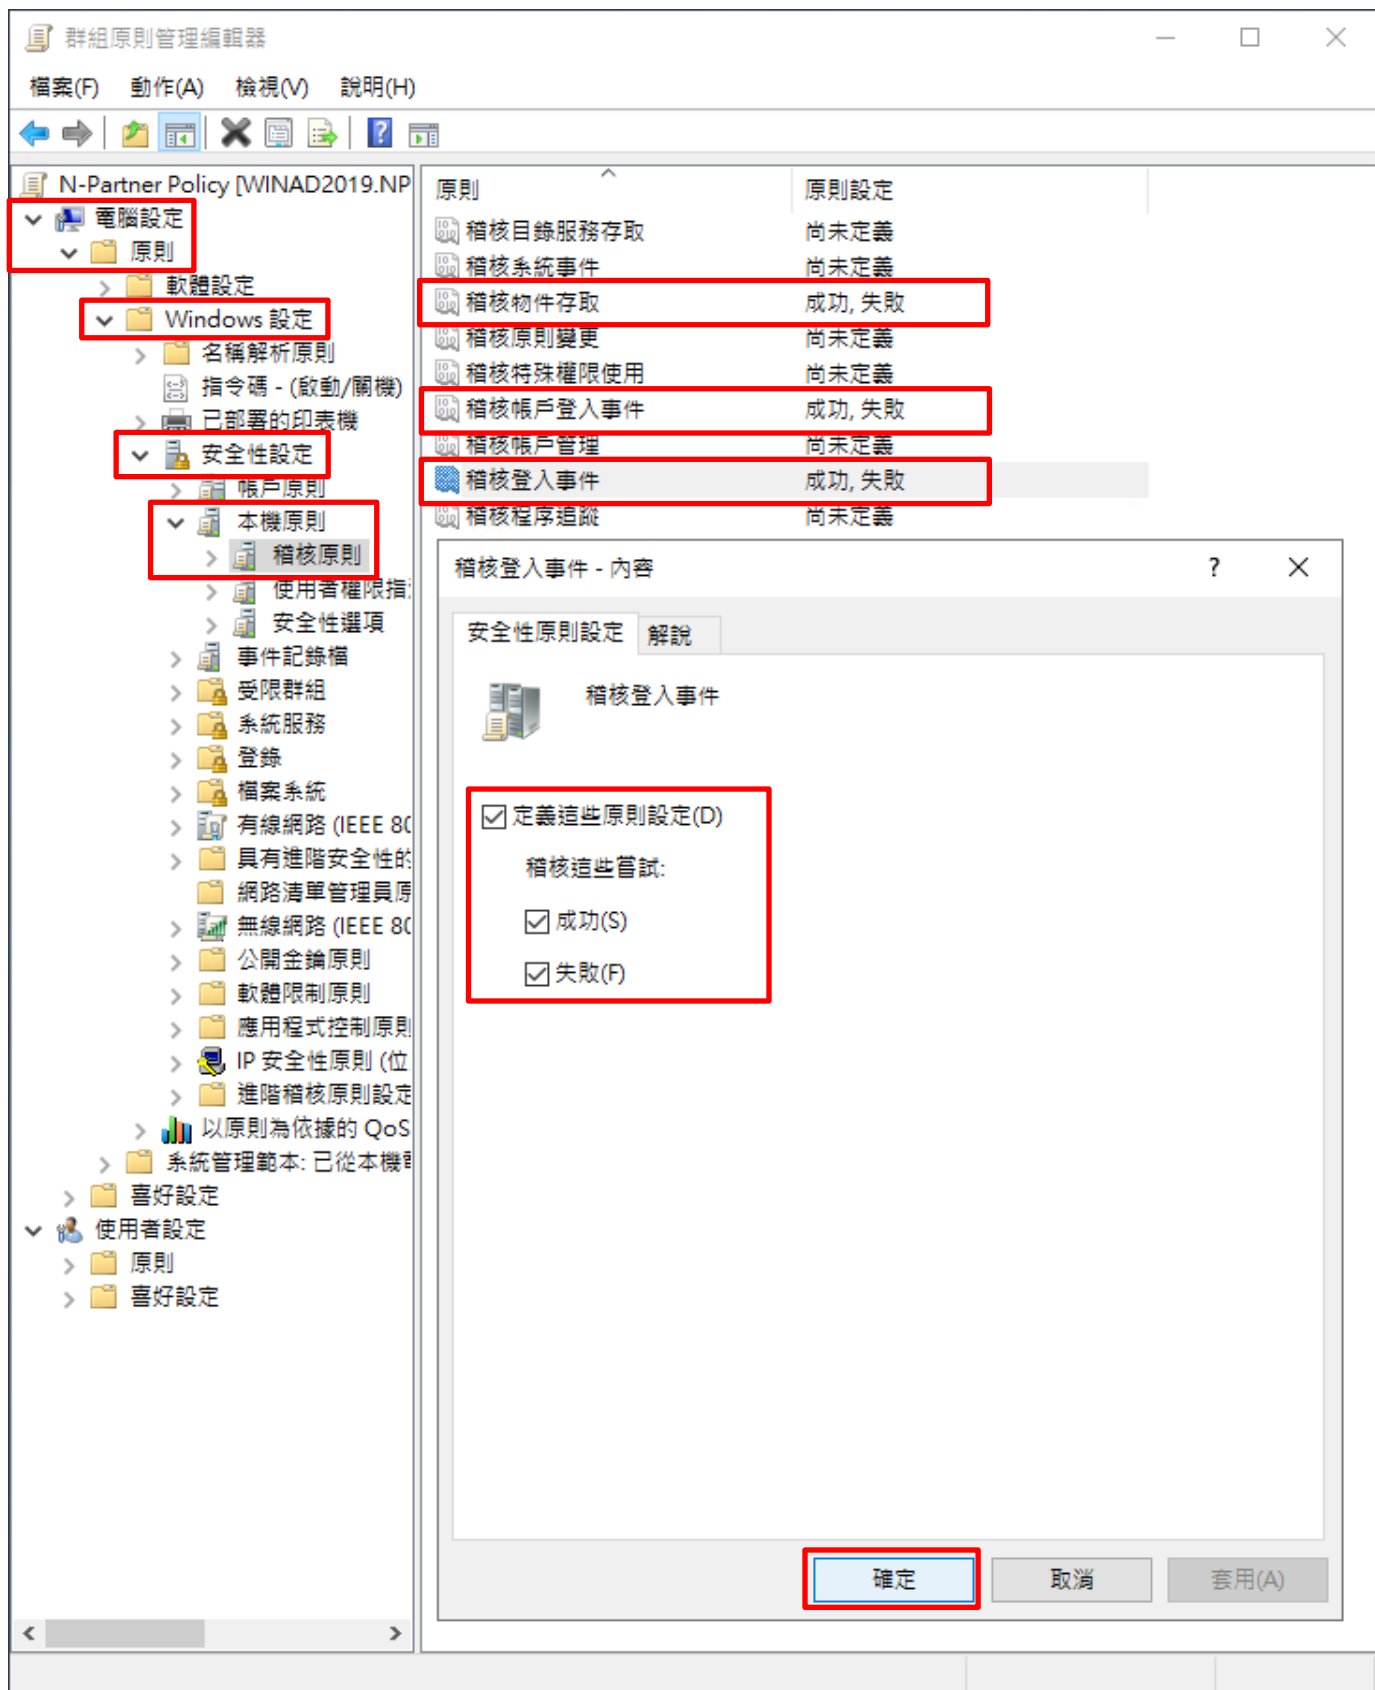 群組原則管理編輯器
檔案(F) 動作(A) 檢視(V) 說明(H)
N-Partner Policy [WINAD2019.NP
電腦設定
原則
軟體設定
Windows 設定
名稱解析原則
指令碼 - (啟動/關機)
已部署的印表機
安全性設定
帳戶原則
本機原則
稽核原則
使用者權限指
安全性選項
事件記錄檔
受限群組
系統服務
登錄
檔案系統
有線網路 (IEEE 80
具有進階安全性的
網路清單管理員原
無線網路 (IEEE 80
公開金鑰原則
軟體限制原則
應用程式控制原則
IP 安全性原則 (位
進階稽核原則設定
以原則為依據的 QoS
系統管理範本: 已從本機電
喜好設定
使用者設定
原則
喜好設定
原則 原則設定
稽核目錄服務存取 尚未定義
稽核系統事件 尚未定義
稽核物件存取 成功, 失敗
稽核原則變更 尚未定義
稽核特殊權限使用 尚未定義
稽核帳戶登入事件 成功, 失敗
稽核帳戶管理 尚未定義
稽核登入事件 成功, 失敗
稽核程序追蹤 尚未定義
稽核登入事件 - 內容 ?
安全性原則設定 解說
稽核登入事件
定義這些原則設定(D)
稽核這些嘗試:
成功(S)
失敗(F)
確定 取消 套用(A)